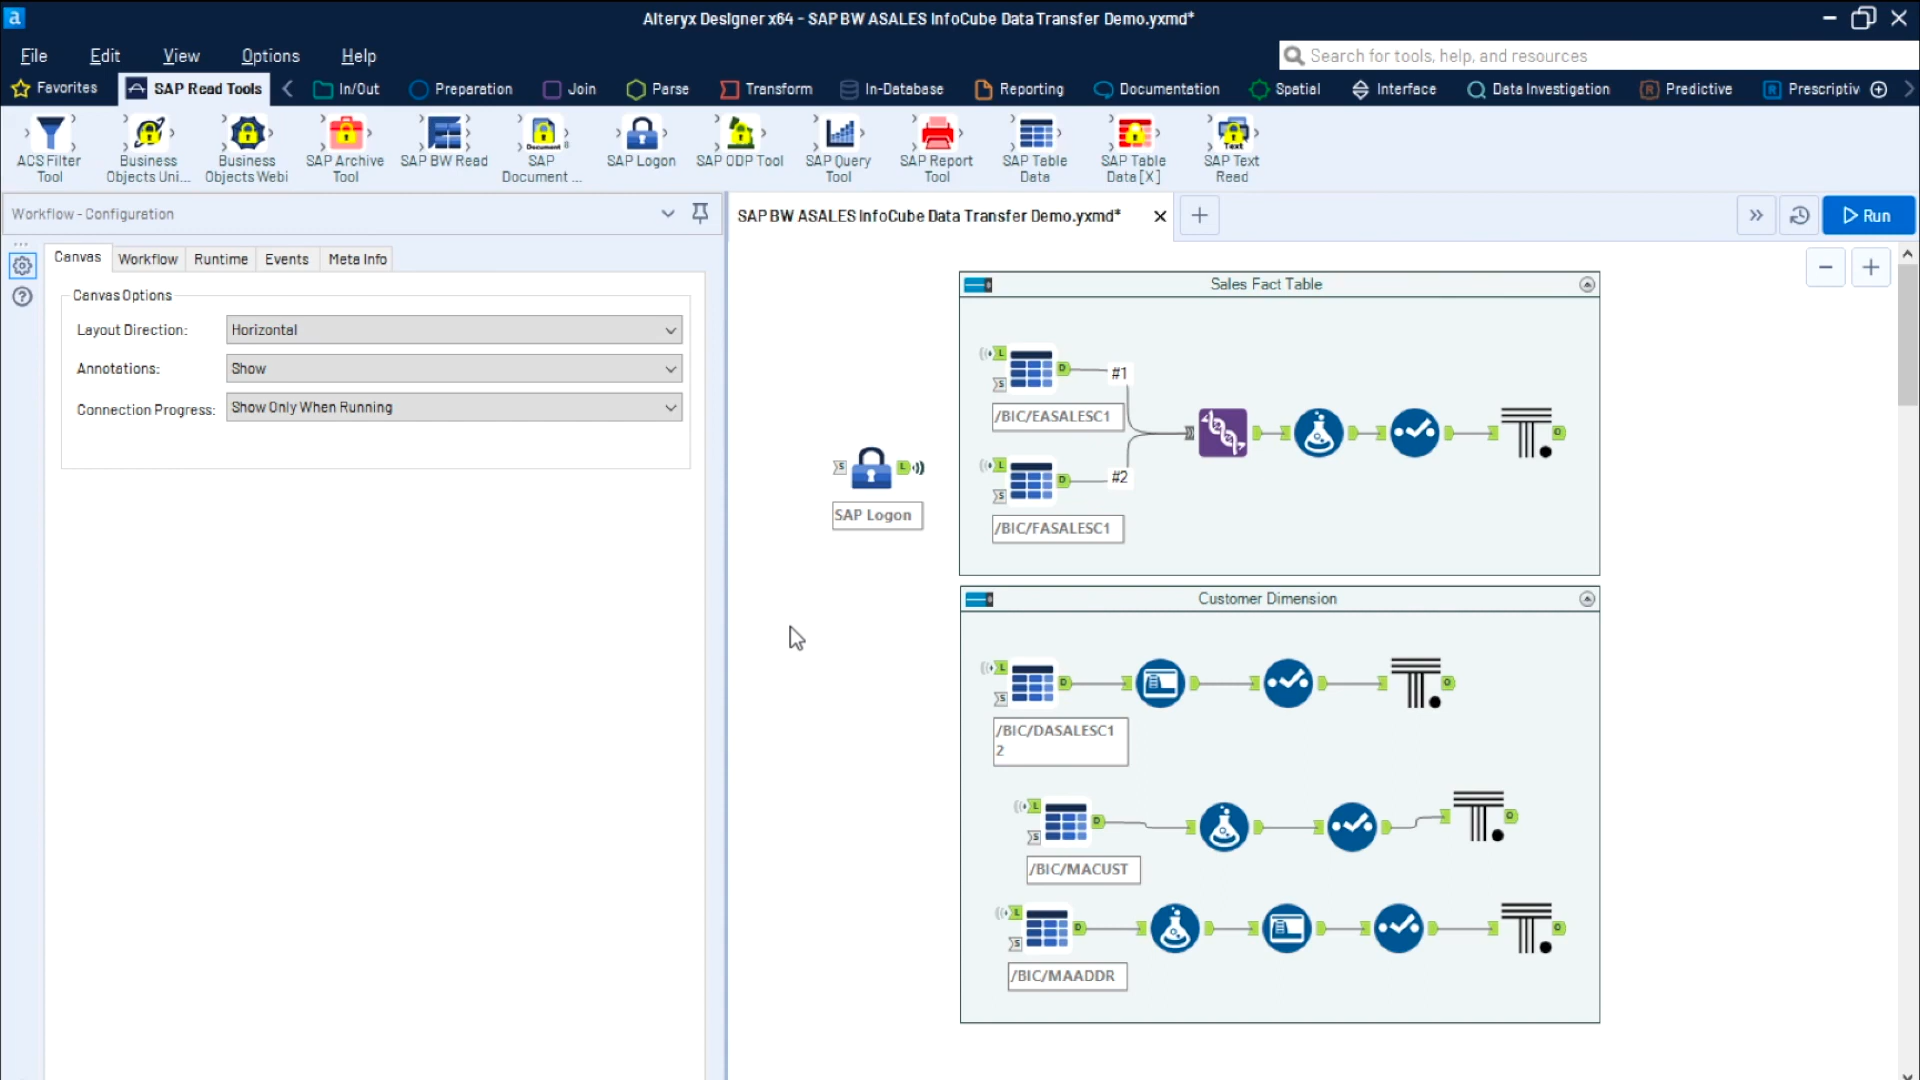 Alteryx Designer x64 - SAP BW ASALES InfoCube Data Transfer Demo.yxmd*
File Edit View Options Help
Search for tools, help, and resources
Favorites SAP Read Tools In/Out Preparation Join Parse Transform In-Database Reporting Documentation Spatial Interface Data Investigation Predictive Prescriptiv
ACS Filter Tool
Business Objects Uni...
Business Objects Webi
SAP Archive Tool
SAP BW Read
SAP Document ...
SAP Logon
SAP ODP Tool
SAP Query Tool
SAP Report Tool
SAP Table Data
SAP Table Data [X]
SAP Text Read
Workflow - Configuration
SAP BW ASALES InfoCube Data Transfer Demo.yxmd*
Run
Canvas Workflow Runtime Events Meta Info
Canvas Options
Layout Direction: Horizontal
Annotations: Show
Connection Progress: Show Only When Running
Sales Fact Table
L
D
S
#1
/BIC/EASALESC1
L
D
S
#2
/BIC/FASALESC1
O
S
L
SAP Logon
Customer Dimension
L
D
S
O
/BIC/DASALESC1
2
L
D
S
O
/BIC/MACUST
L
D
S
O
/BIC/MAADDR